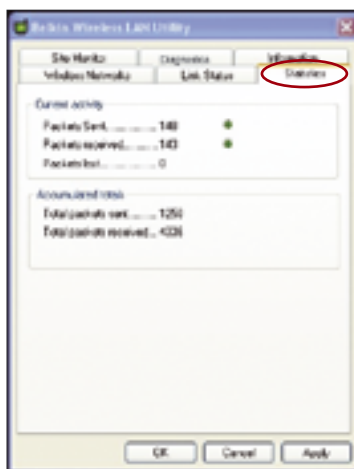 Belkin Wireless LAN Utility
Site Monitor Diagnostics Information
Wireless Networks Link Status Statistics
Current activity
Packets Sent.......... 148
Packets received....... 143
Packets lost........... 0
Accumulated totals
Total packets sent........ 1250
Total packets received... 4336
OK Cancel Apply